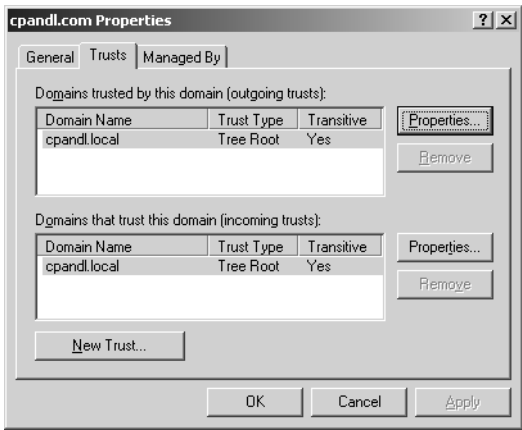 cpandl.com Properties
General Trusts Managed By
Domains trusted by this domain (outgoing trusts):
Domain Name Trust Type Transitive
cpandl.local Tree Root Yes
Properties...
Remove
Domains that trust this domain (incoming trusts):
Domain Name Trust Type Transitive
cpandl.local Tree Root Yes
Properties...
Remove
New Trust...
OK Cancel Apply